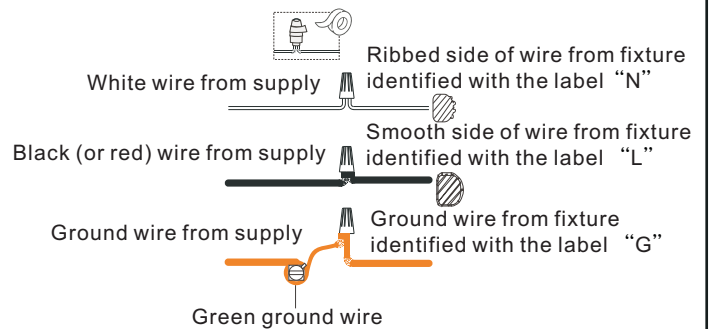 Ribbed side of wire from fixture
White wire from supply
identified with the label “N”
Smooth side of wire from fixture
Black (or red) wire from supply
identified with the label “L”
Ground wire from fixture
Ground wire from supply
identified with the label “G”
Green ground wire